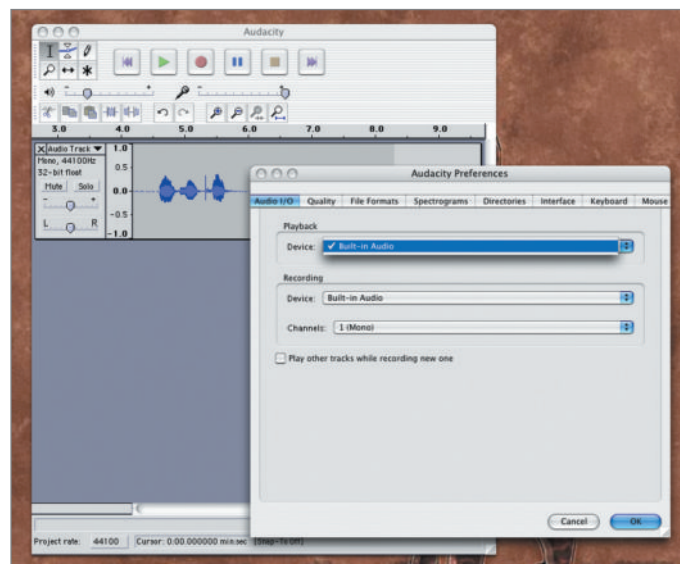 Audacity
3.0 4.0 5.0 6.0 7.0 8.0 9.0
Audio Track
Mono, 44100Hz
32-bit float
Mute Solo
- +
L R
1.0
0.5
0.0
-0.5
-1.0
Audacity Preferences
Audio I/O Quality File Formats Spectrograms Directories Interface Keyboard Mouse
Playback
Device: ✓ Built-in Audio
Recording
Device: Built-in Audio
Channels: 1 (Mono)
Play other tracks while recording new one
Cancel OK
Project rate: 44100 Cursor: 0:00.000000 min:sec [Snap-To Off]